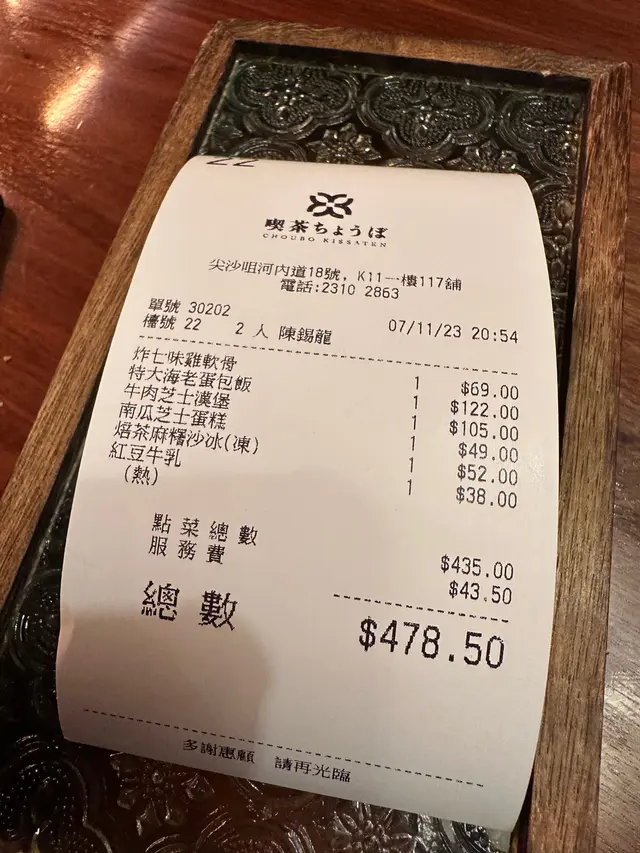 喫茶ちょうぼ
CHOUBO KISSATEN
尖沙咀河內道18號, K11一樓117舖
電話:2310 2863
單號 30202
檯號 22 2 人 陳錫龍 07/11/23 20:54
炸七味雞軟骨 1 $69.00
特大海老蛋包飯 1 $122.00
牛肉芝士漢堡 1 $105.00
南瓜芝士蛋糕 1 $49.00
焙茶麻糬沙冰(凍) 1 $52.00
紅豆牛乳 1 $38.00
(熱)
點菜總數 $435.00
服務費 $43.50
總數 $478.50
多謝惠顧 請再光臨